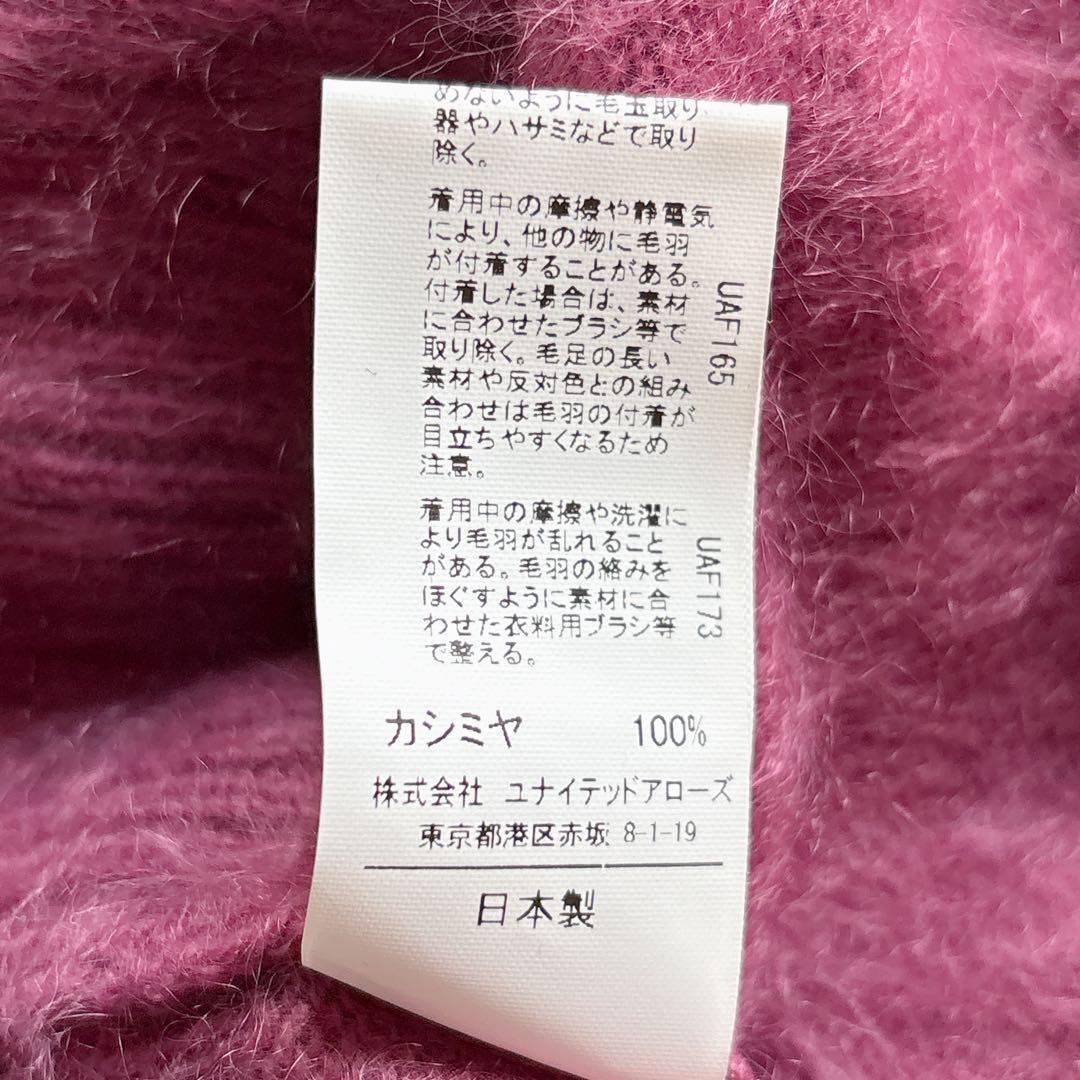 めないように毛玉取り
器やハサミなどで取り
除く。
着用中の摩擦や静電気
により、他の物に毛羽
が付着することがある。
付着した場合は、素材
に合わせたブラシ等で
取り除く。毛足の長い
素材や反対色との組み
合わせは毛羽の付着が
目立ちやすくなるため
注意。
UAF165
着用中の摩擦や洗濯に
より毛羽が乱れること
がある。毛羽の絡みを
ほぐすように素材に合
わせた衣料用ブラシ等
で整える。
UAF173
カシミヤ 100%
株式会社 ユナイテッドアローズ
東京都港区赤坂 8-1-19
日本製